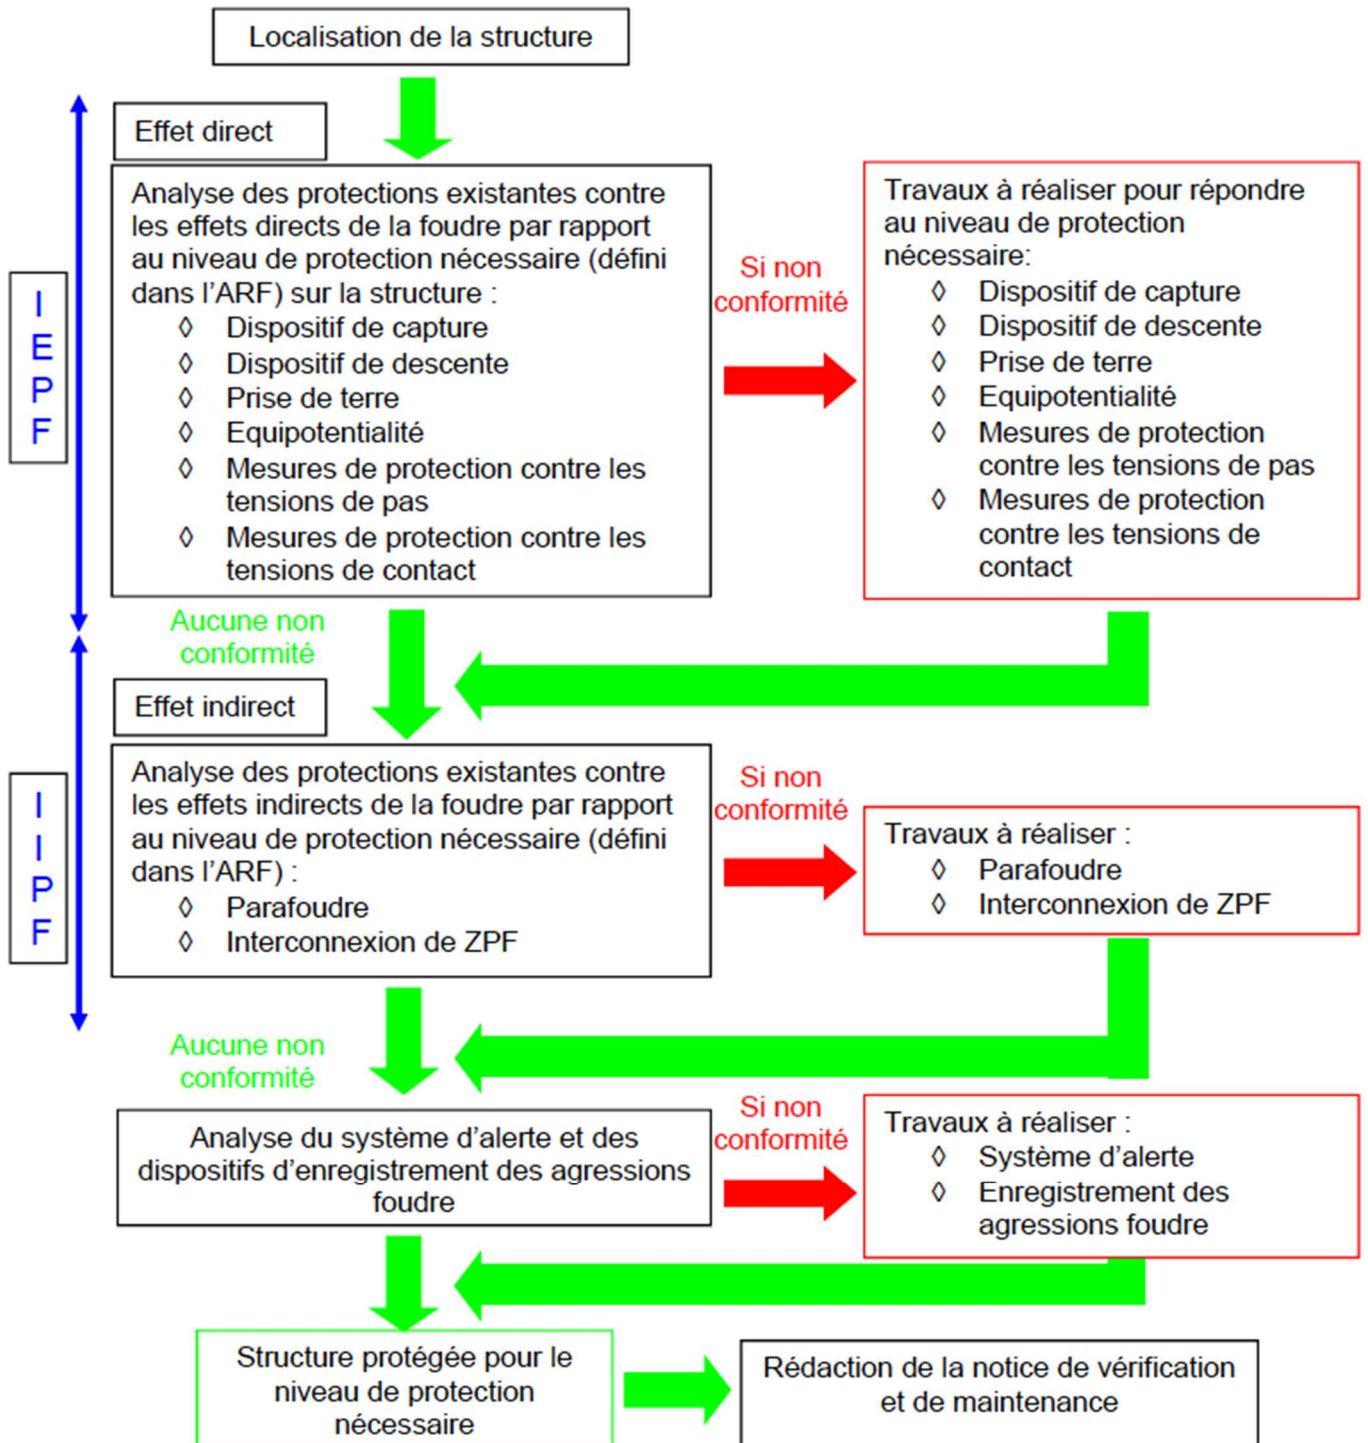 Localisation de la structure
Effet direct
Analyse des protections existantes contre
les effets directs de la foudre par rapport
au niveau de protection nécessaire (défini
dans l'ARF) sur la structure :
◊ Dispositif de capture
◊ Dispositif de descente
◊ Prise de terre
◊ Equipotentialité
◊ Mesures de protection contre les
tensions de pas
◊ Mesures de protection contre les
tensions de contact
Si non
conformité
Travaux à réaliser pour répondre
au niveau de protection
nécessaire:
◊ Dispositif de capture
◊ Dispositif de descente
◊ Prise de terre
◊ Equipotentialité
◊ Mesures de protection
contre les tensions de pas
◊ Mesures de protection
contre les tensions de
contact
I
E
P
F
Aucune non
conformité
Effet indirect
Analyse des protections existantes contre
les effets indirects de la foudre par rapport
au niveau de protection nécessaire (défini
dans l'ARF) :
◊ Parafoudre
◊ Interconnexion de ZPF
Si non
conformité
Travaux à réaliser :
◊ Parafoudre
◊ Interconnexion de ZPF
I
I
P
F
Aucune non
conformité
Analyse du système d'alerte et des
dispositifs d'enregistrement des agressions
foudre
Si non
conformité
Travaux à réaliser :
◊ Système d'alerte
◊ Enregistrement des
agressions foudre
Structure protégée pour le
niveau de protection
nécessaire
Rédaction de la notice de vérification
et de maintenance